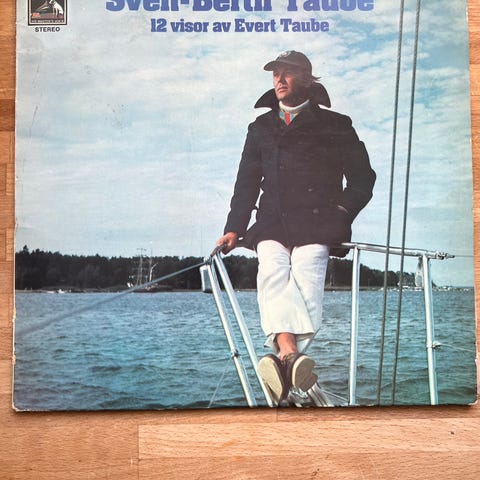 Sven-Bertil Taube
12 visor av Evert Taube
STEREO